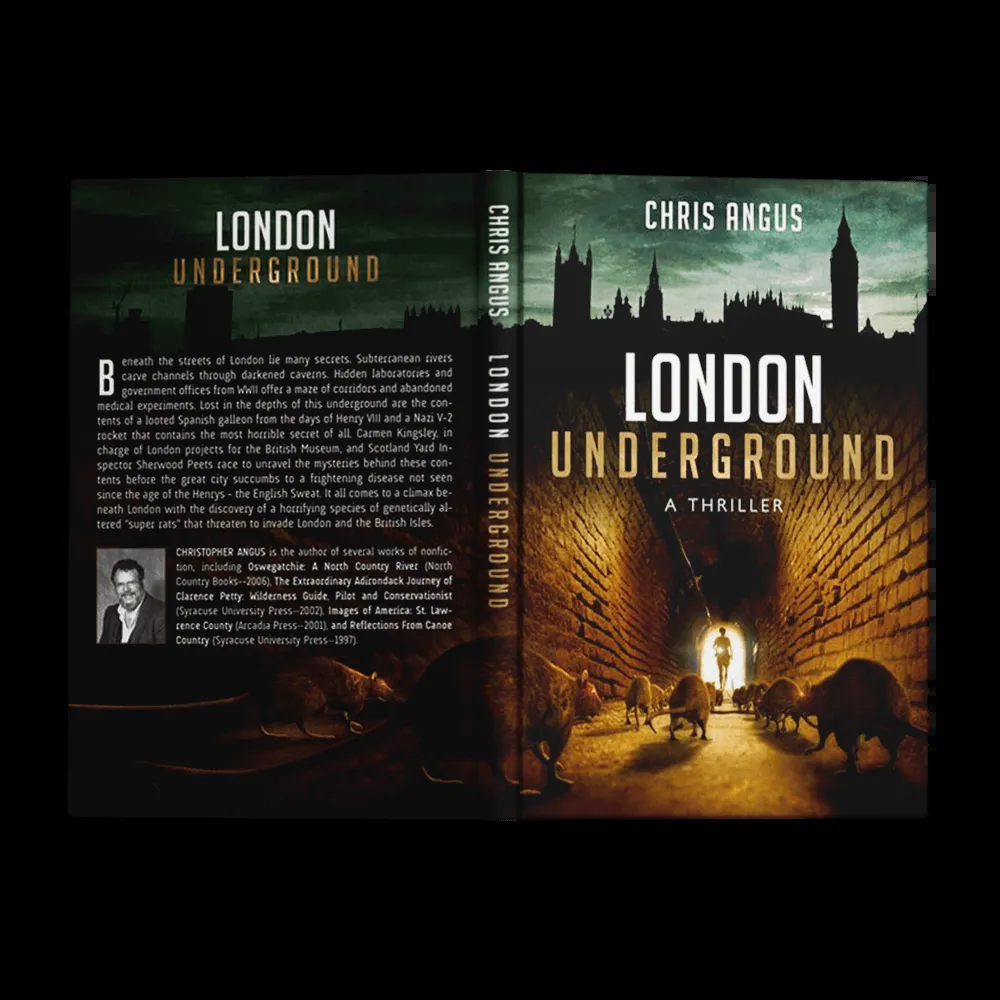 LONDON
UNDERGROUND
Beneath the streets of London lie many secrets. Subterranean rivers
carve channels through darkened caverns. Hidden laboratories and
government offices from WWII offer a maze of corridors and abandoned
medical experiments. Lost in the depths of this underground are the con-
tents of a looted Spanish galleon from the days of Henry VIII and a Nazi V-2
rocket that contains the most horrible secret of all. Carmen Kingsley, in
charge of London projects for the British Museum, and Scotland Yard In-
spector Sherwood Peets race to unravel the mysteries behind these con-
tents before the great city succumbs to a frightening disease not seen
since the age of the Henrys - the English Sweat. It all comes to a climax be-
neath London with the discovery of a horrifying species of genetically al-
tered "super rats" that threaten to invade London and the British Isles.
CHRISTOPHER ANGUS is the author of several works of nonfic-
tion, including Oswegatchie: A North Country River (North
Country Books--2006), The Extraordinary Adirondack Journey of
Clarence Petty: Wilderness Guide, Pilot and Conservationist
(Syracuse University Press--2002), Images of America: St. Law-
rence County (Arcadia Press--2001), and Reflections From Canoe
Country (Syracuse University Press--1997).
CHRIS ANGUS LONDON UNDERGROUND
CHRIS ANGUS
LONDON
UNDERGROUND
A THRILLER